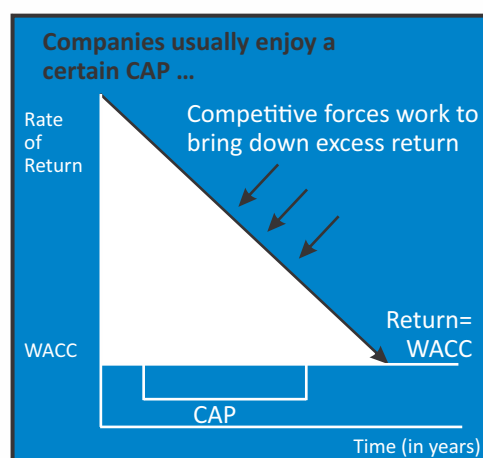 Companies usually enjoy a
certain CAP ...
Rate
of
Return
Competitive forces work to
bring down excess return
Return=
WACC
WACC
CAP
Time (in years)